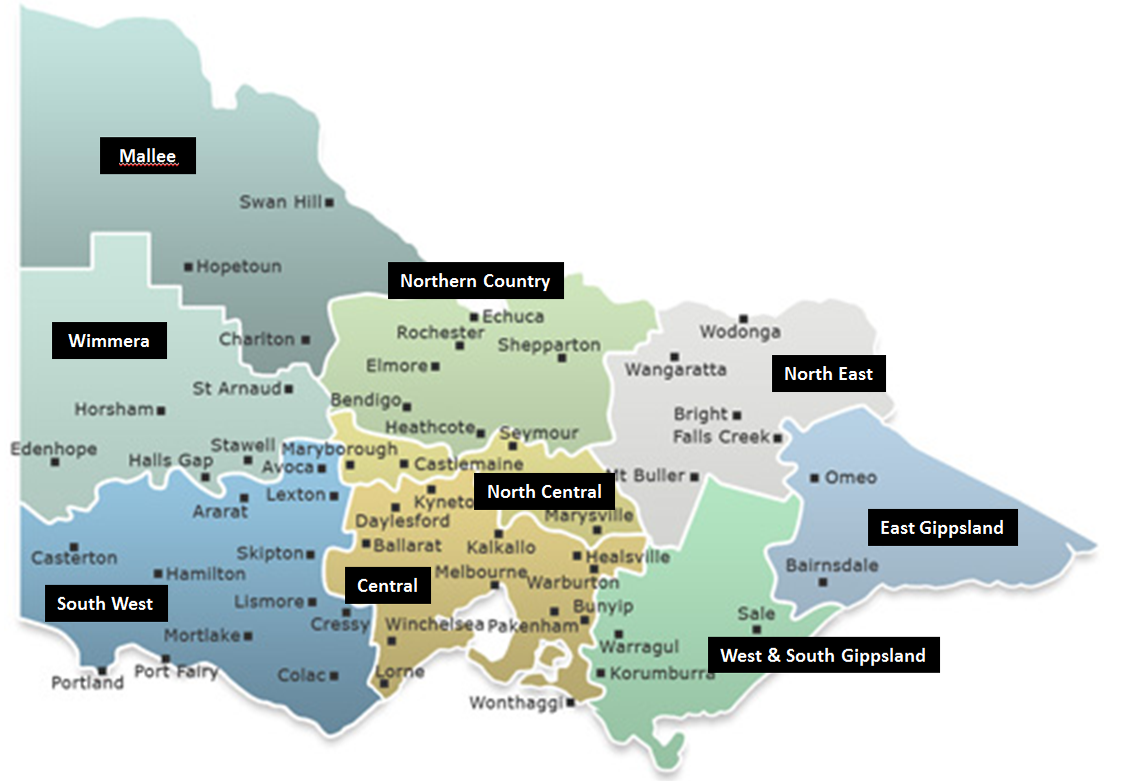 Mallee
Swan Hill
Hopetoun
Northern Country
Echuca
Rochester
Wodonga
Wimmera
Charlton
Shepparton
Elmore
Wangaratta
North East
St Arnaud
Bendigo
Horsham
Bright
Heathcote
Seymour
Falls Creek
Edenhope
Stawell
Maryborough
Halls Gap
Avoca
Castlemaine
Mt Buller
Omeo
Lexton
Kyneto
North Central
Ararat
Daylesford
Marysville
East Gippsland
Casterton
Skipton
Ballarat
Kalkallo
Healsville
Hamilton
Melbourne
Warburton
Bairnsdale
Central
South West
Lismore
Cressy
Bunyip
Sale
Winchelsea
Pakenham
Mortlake
Warragul
West & South Gippsland
Port Fairy
Portland
Colac
Lorne
Korumburra
Wonthaggi